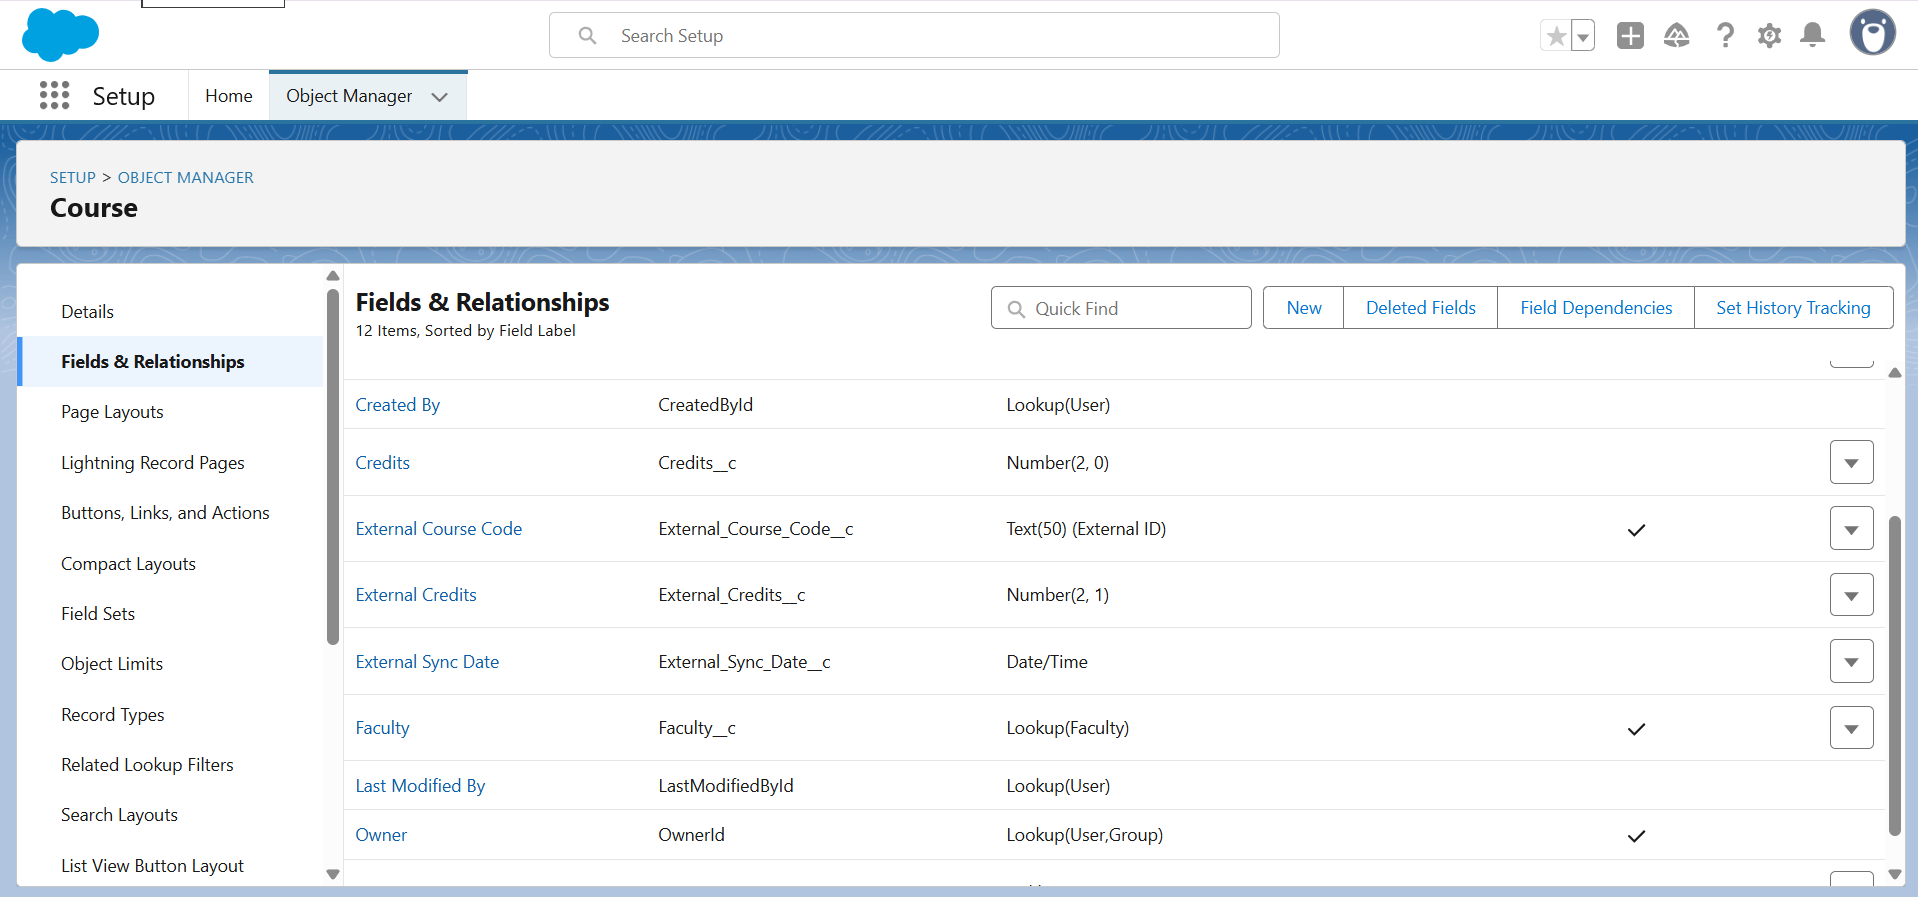 Search Setup
Setup
Home
Object Manager
SETUP > OBJECT MANAGER
Course
Details
Fields & Relationships
Page Layouts
Lightning Record Pages
Buttons, Links, and Actions
Compact Layouts
Field Sets
Object Limits
Record Types
Related Lookup Filters
Search Layouts
List View Button Layout
Fields & Relationships
12 Items, Sorted by Field Label
Quick Find
New
Deleted Fields
Field Dependencies
Set History Tracking
Created By CreatedById Lookup(User)
Credits Credits__c Number(2, 0)
External Course Code External_Course_Code__c Text(50) (External ID)
External Credits External_Credits__c Number(2, 1)
External Sync Date External_Sync_Date__c Date/Time
Faculty Faculty__c Lookup(Faculty)
Last Modified By LastModifiedById Lookup(User)
Owner OwnerId Lookup(User,Group)